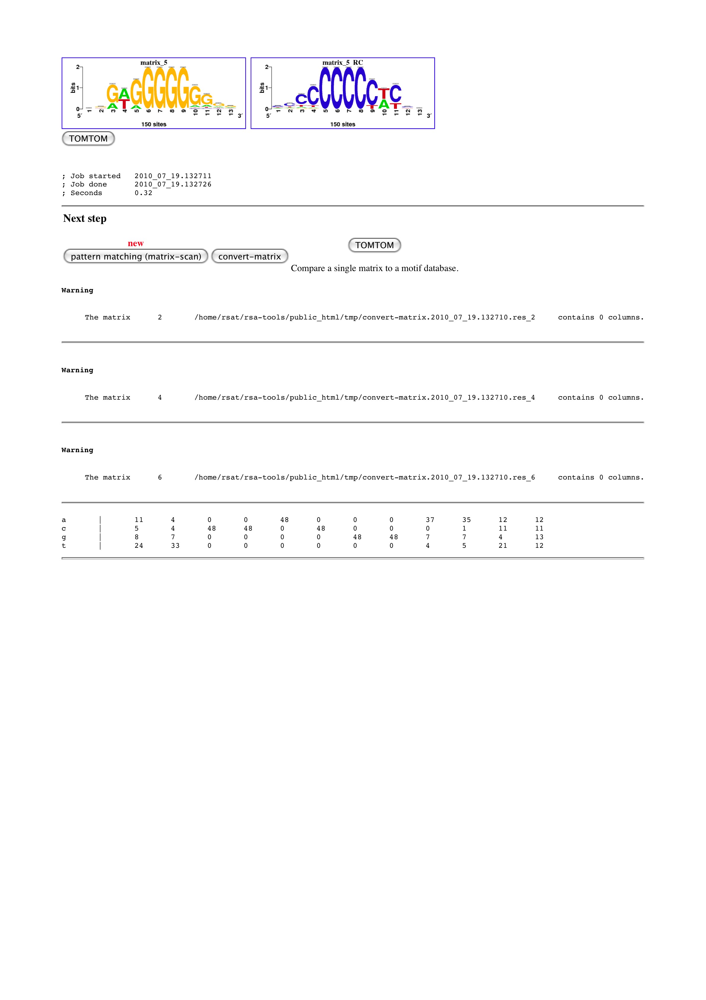 matrix_5
2
bits
1
0
GAGGGGGGGG
5′ 1 2 3 4 5 6 7 8 9 10 11 12 13 3′
150 sites
matrix_5 RC
2
bits
1
0
CCCCCCCTC
5′ 1 2 3 4 5 6 7 8 9 10 11 12 13 3′
150 sites
TOMTOM
; Job started 2010_07_19.132711
; Job done 2010_07_19.132726
; Seconds 0.32
Next step
new
pattern matching (matrix-scan) convert-matrix TOMTOM
Compare a single matrix to a motif database.
Warning
The matrix 2 /home/rsat/rsa-tools/public_html/tmp/convert-matrix.2010_07_19.132710.res_2 contains 0 columns.
Warning
The matrix 4 /home/rsat/rsa-tools/public_html/tmp/convert-matrix.2010_07_19.132710.res_4 contains 0 columns.
Warning
The matrix 6 /home/rsat/rsa-tools/public_html/tmp/convert-matrix.2010_07_19.132710.res_6 contains 0 columns.
a | 11 4 0 0 48 0 0 0 37 35 12 12
c | 5 4 48 48 0 48 0 0 0 1 11 11
g | 8 7 0 0 0 0 48 48 7 7 4 13
t | 24 33 0 0 0 0 0 0 4 5 21 12